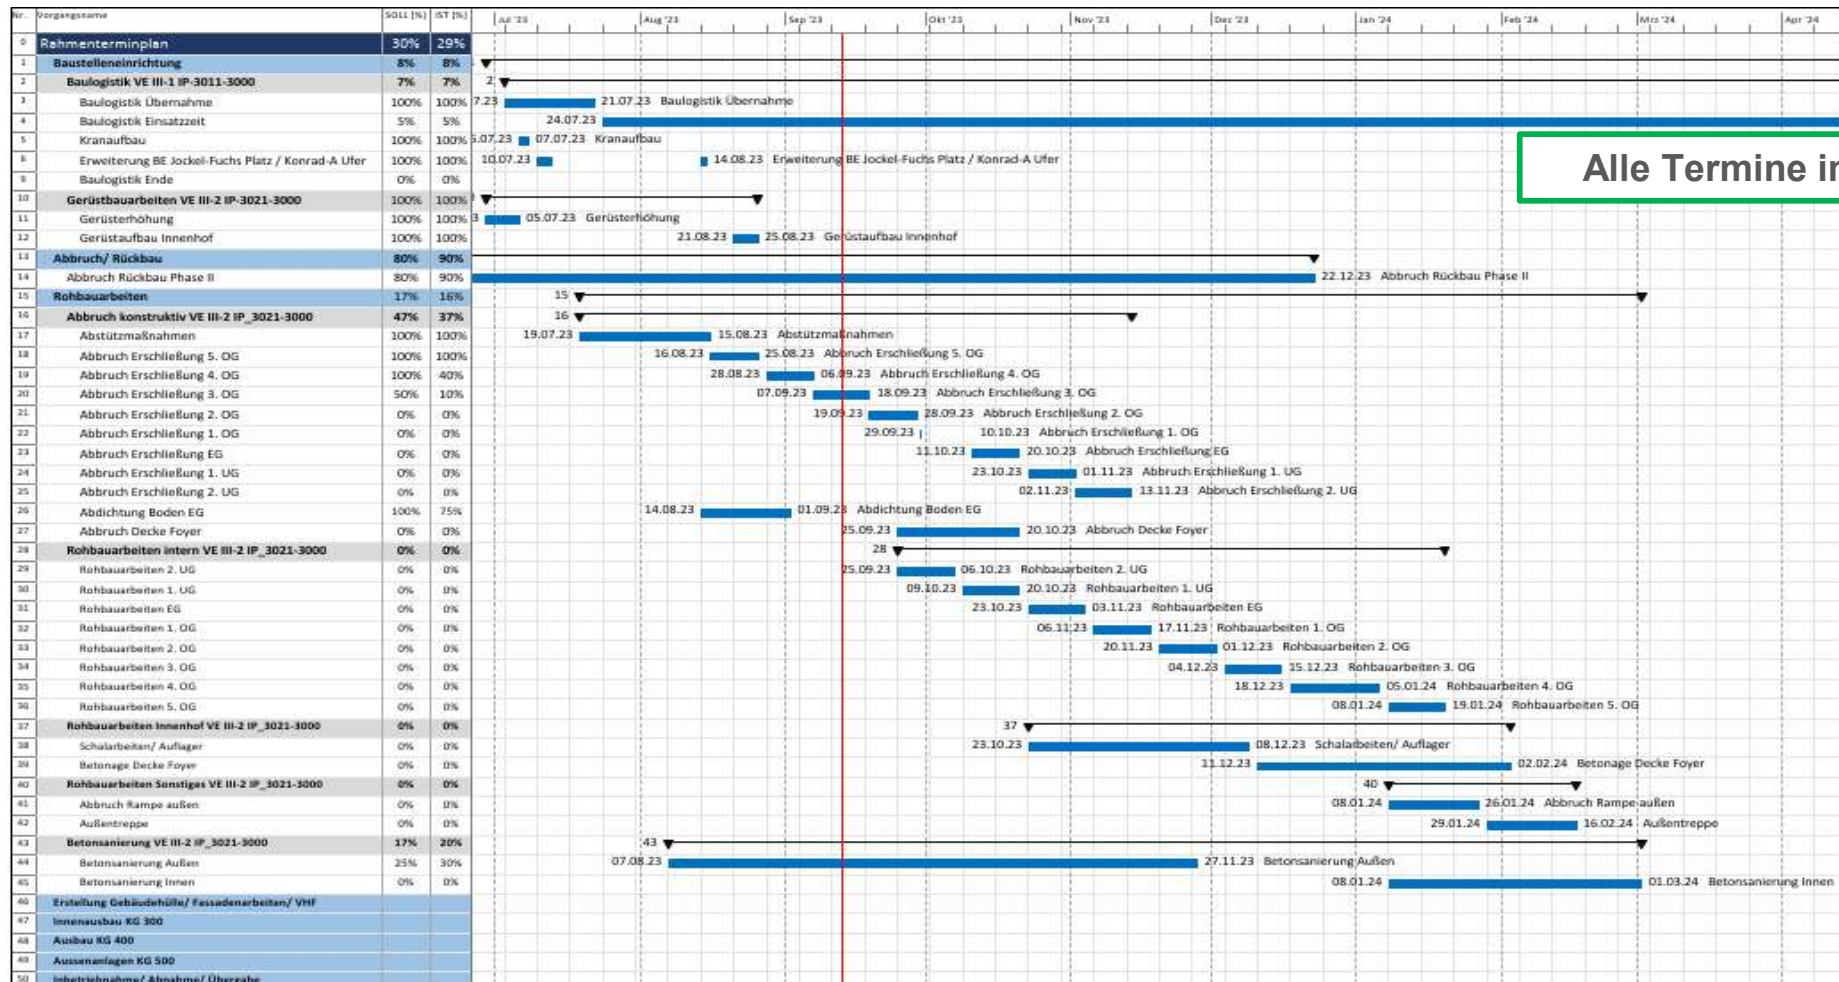 Nr. Vorgangsname SOLL [%] IST [%] Jul '23 Aug '23 Sep '23 Okt '23 Nov '23 Dez '23 Jan '24 Feb '24 Mrz '24 Apr '24
0 Rahmenterminplan 30% 29%
1 Baustelleneinrichtung 8% 8%
2 Baulogistik VE III-1 IP-3011-3000 7% 7% 2
3 Baulogistik Übernahme 100% 100% 7.23 21.07.23 Baulogistik Übernahme
4 Baulogistik Einsatzzeit 5% 5% 24.07.23
5 Kranaufbau 100% 100% 5.07.23 07.07.23 Kranaufbau
Alle Termine in
Erweiterung BE Jockel-Fuchs Platz / Konrad-A Ufer 100% 100% 10.07.23 14.08.23 Erweiterung BE Jockel-Fuchs Platz / Konrad-A Ufer
9 Baulogistik Ende 0% 0%
10 Gerüstbauarbeiten VE III-2 IP-3021-3000 100% 100%
11 Gerüsterhöhung 100% 100% 3 05.07.23 Gerüsterhöhung
12 Gerüstaufbau Innenhof 100% 100% 21.08.23 25.08.23 Gerüstaufbau Innenhof
13 Abbruch/ Rückbau 80% 90%
14 Abbruch Rückbau Phase II 80% 90% 22.12.23 Abbruch Rückbau Phase II
15 Rohbauarbeiten 17% 16% 15
16 Abbruch konstruktiv VE III-2 IP_3021-3000 47% 37% 16
17 Abstützmaßnahmen 100% 100% 19.07.23 15.08.23 Abstützmaßnahmen
18 Abbruch Erschließung 5. OG 100% 100% 16.08.23 25.08.23 Abbruch Erschließung 5. OG
19 Abbruch Erschließung 4. OG 100% 40% 28.08.23 06.09.23 Abbruch Erschließung 4. OG
20 Abbruch Erschließung 3. OG 50% 10% 07.09.23 18.09.23 Abbruch Erschließung 3. OG
21 Abbruch Erschließung 2. OG 0% 0% 19.09.23 28.09.23 Abbruch Erschließung 2. OG
22 Abbruch Erschließung 1. OG 0% 0% 29.09.23 10.10.23 Abbruch Erschließung 1. OG
23 Abbruch Erschließung EG 0% 0% 11.10.23 20.10.23 Abbruch Erschließung EG
24 Abbruch Erschließung 1. UG 0% 0% 23.10.23 01.11.23 Abbruch Erschließung 1. UG
25 Abbruch Erschließung 2. UG 0% 0% 02.11.23 13.11.23 Abbruch Erschließung 2. UG
26 Abdichtung Boden EG 100% 75% 14.08.23 01.09.23 Abdichtung Boden EG
27 Abbruch Decke Foyer 0% 0% 25.09.23 20.10.23 Abbruch Decke Foyer
28 Rohbauarbeiten intern VE III-2 IP_3021-3000 0% 0% 28
29 Rohbauarbeiten 2. UG 0% 0% 25.09.23 06.10.23 Rohbauarbeiten 2. UG
30 Rohbauarbeiten 1. UG 0% 0% 09.10.23 20.10.23 Rohbauarbeiten 1. UG
31 Rohbauarbeiten EG 0% 0% 23.10.23 03.11.23 Rohbauarbeiten EG
32 Rohbauarbeiten 1. OG 0% 0% 06.11.23 17.11.23 Rohbauarbeiten 1. OG
33 Rohbauarbeiten 2. OG 0% 0% 20.11.23 01.12.23 Rohbauarbeiten 2. OG
34 Rohbauarbeiten 3. OG 0% 0% 04.12.23 15.12.23 Rohbauarbeiten 3. OG
35 Rohbauarbeiten 4. OG 0% 0% 18.12.23 05.01.24 Rohbauarbeiten 4. OG
36 Rohbauarbeiten 5. OG 0% 0% 08.01.24 19.01.24 Rohbauarbeiten 5. OG
37 Rohbauarbeiten Innenhof VE III-2 IP_3021-3000 0% 0% 37
38 Schalarbeiten/ Auflager 0% 0% 23.10.23 08.12.23 Schalarbeiten/ Auflager
39 Betonage Decke Foyer 0% 0% 11.12.23 02.02.24 Betonage Decke Foyer
40 Rohbauarbeiten Sonstiges VE III-2 IP_3021-3000 0% 0% 40
41 Abbruch Rampe außen 0% 0% 08.01.24 26.01.24 Abbruch Rampe außen
42 Außentreppe 0% 0% 29.01.24 16.02.24 Außentreppe
43 Betonsanierung VE III-2 IP_3021-3000 17% 20% 43
44 Betonsanierung Außen 25% 30% 07.08.23 27.11.23 Betonsanierung Außen
45 Betonsanierung Innen 0% 0% 08.01.24 01.03.24 Betonsanierung Innen
46 Erstellung Gebäudehülle/ Fassadenarbeiten/ VHF
47 Innenausbau KG 300
48 Ausbau KG 400
49 Aussenanlagen KG 500
50 Inbetriebnahme/ Abnahme/ Übergabe